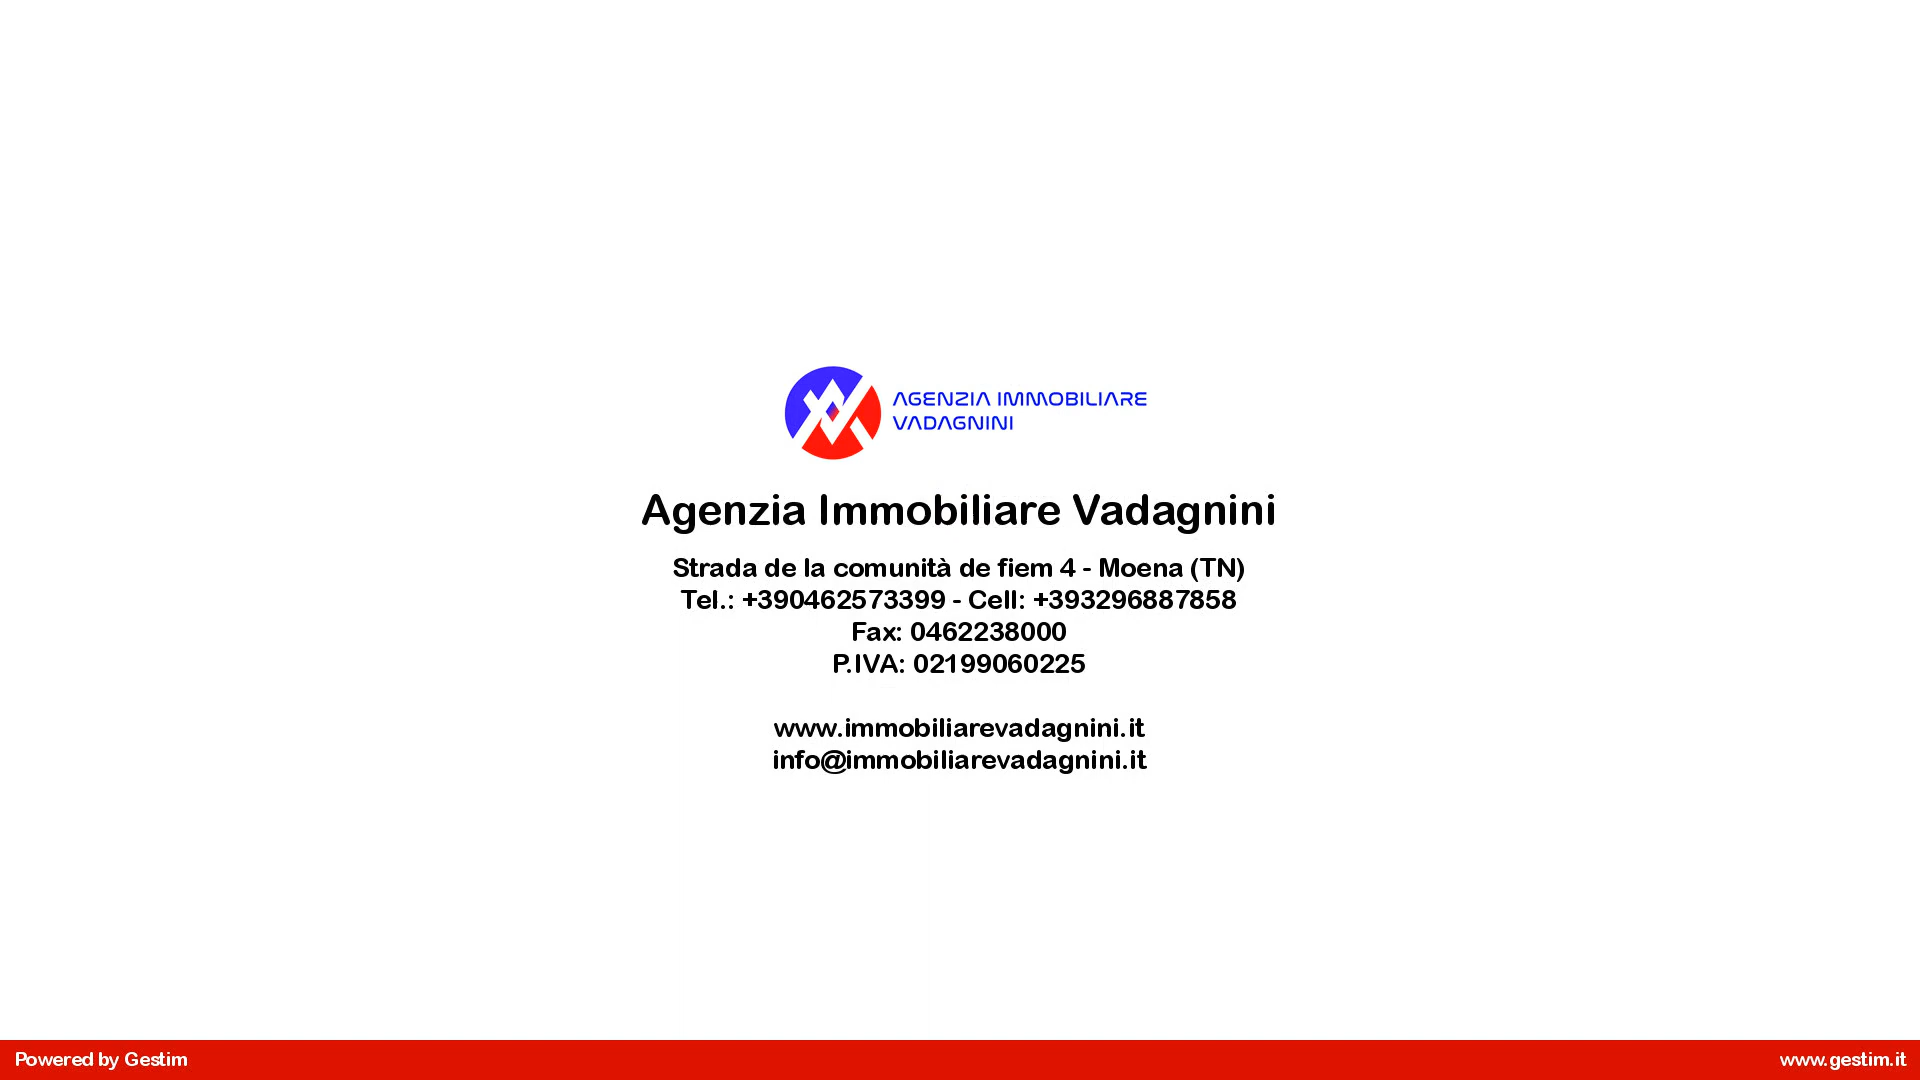 AGENZIA IMMOBILIARE
VADAGNINI
Agenzia Immobiliare Vadagnini
Strada de la comunità de fiem 4 - Moena (TN)
Tel.: +390462573399 - Cell: +393296887858
Fax: 0462238000
P.IVA: 02199060225
www.immobiliarevadagnini.it
info@immobiliarevadagnini.it
Powered by Gestim
www.gestim.it